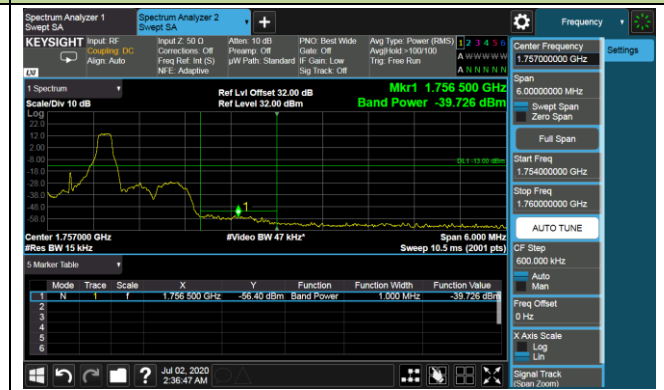 Spectrum Analyzer 1
Swept SA
Spectrum Analyzer 2
Swept SA
Frequency
KEYSIGHT
Input: RF
Coupling: DC
Align: Auto
Input Z: 50 Ω
Corrections: Off
Freq Ref: Int (S)
NFE: Adaptive
Atten: 10 dB
Preamp: Off
µW Path: Standard
PNO: Best Wide
Gate: Off
IF Gain: Low
Sig Track: Off
Avg Type: Power (RMS)
Avg|Hold:>100/100
Trig: Free Run
1 2 3 4 5 6
A W W W W W
A N N N N N
LXI
1 Spectrum
Scale/Div 10 dB
Ref Lvl Offset 32.00 dB
Ref Level 32.00 dBm
Mkr1 1.756 500 GHz
Band Power -39.726 dBm
Log
22.0
12.0
2.00
-8.00
-18.0
-28.0
-38.0
-48.0
-58.0
DL1 -13.00 dBm
1
Center 1.757000 GHz
#Res BW 15 kHz
#Video BW 47 kHz*
Span 6.000 MHz
Sweep 10.5 ms (2001 pts)
5 Marker Table
Mode Trace Scale X Y Function Function Width Function Value
1 N 1 f 1.756 500 GHz -56.40 dBm Band Power 1.000 MHz -39.726 dBm
2
3
4
5
6
Jul 02, 2020
2:36:47 AM
Center Frequency
1.757000000 GHz
Settings
Span
6.00000000 MHz
Swept Span
Zero Span
Full Span
Start Freq
1.754000000 GHz
Stop Freq
1.760000000 GHz
AUTO TUNE
CF Step
600.000 kHz
Auto
Man
Freq Offset
0 Hz
X Axis Scale
Log
Lin
Signal Track
(Span Zoom)